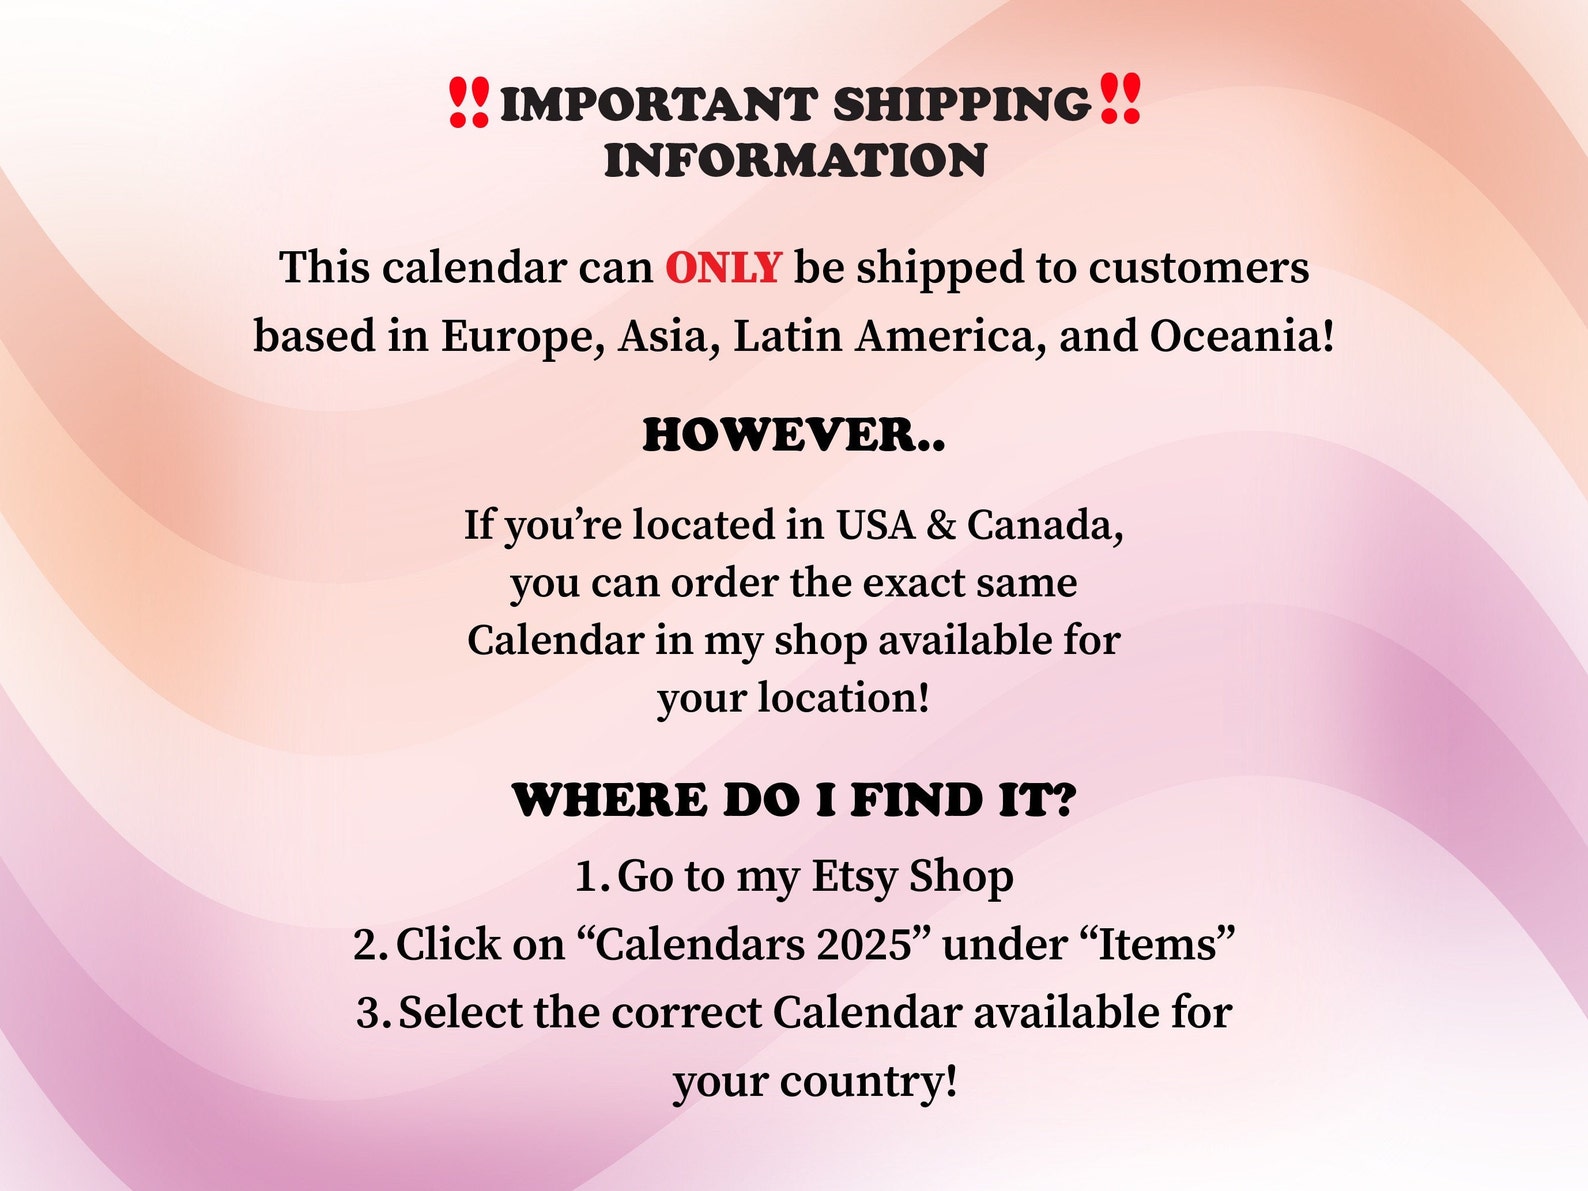 ‼IMPORTANT SHIPPING‼
INFORMATION
This calendar can ONLY be shipped to customers
based in Europe, Asia, Latin America, and Oceania!
HOWEVER..
If you’re located in USA & Canada,
you can order the exact same
Calendar in my shop available for
your location!
WHERE DO I FIND IT?
1. Go to my Etsy Shop
2. Click on “Calendars 2025” under “Items”
3. Select the correct Calendar available for
your country!